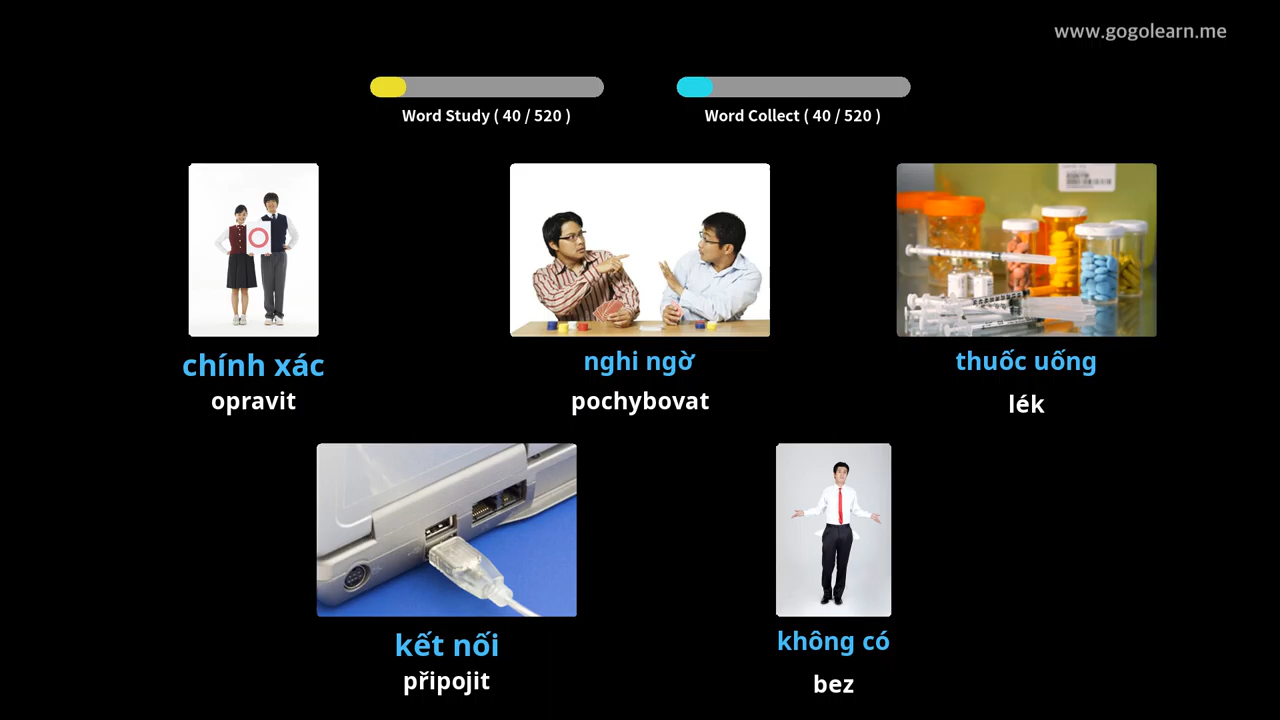 www.gogolearn.me
Word Study ( 40 / 520 )
Word Collect ( 40 / 520 )
chính xác
opravit
nghi ngờ
pochybovat
thuốc uống
lék
kết nối
připojit
không có
bez